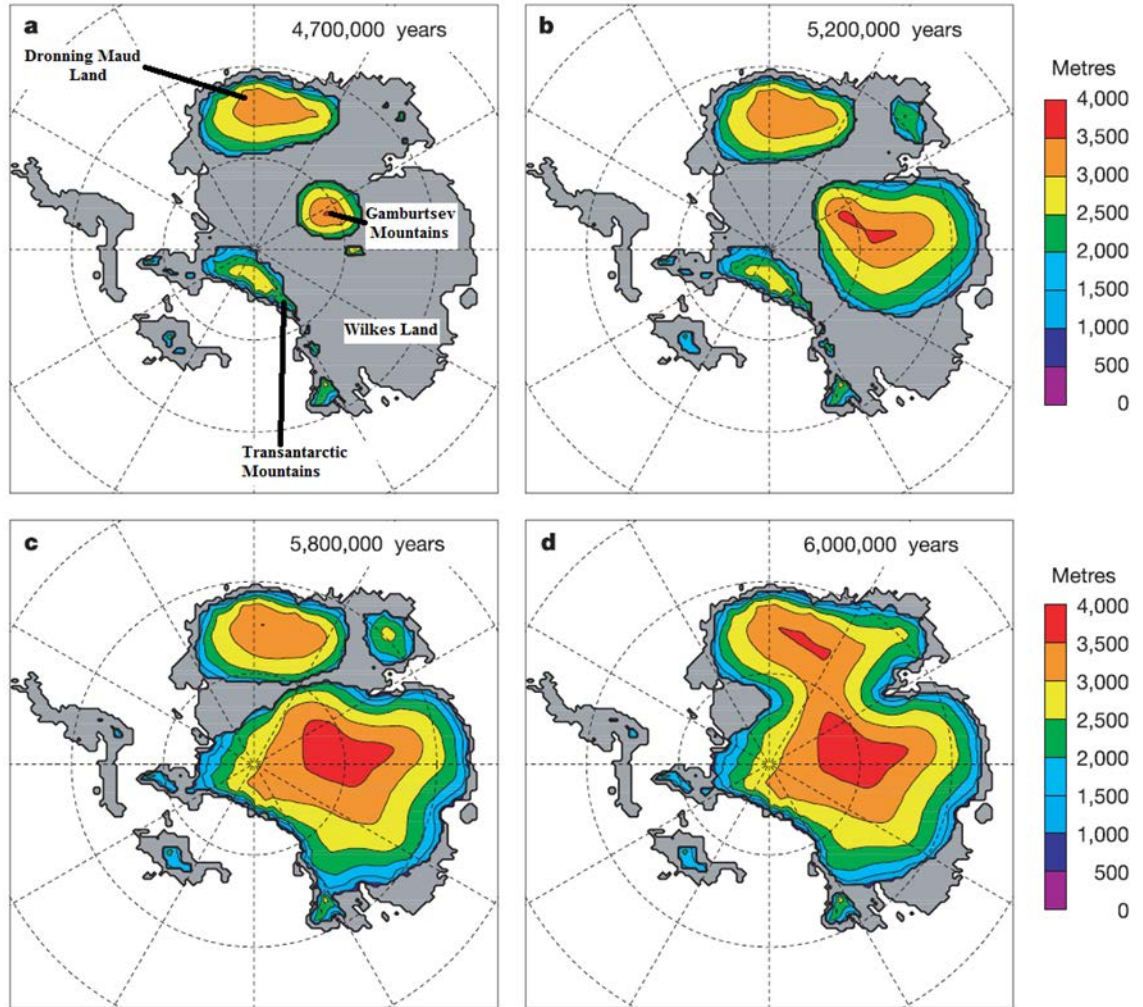 a
4,700,000 years
Dronning Maud
Land
Gamburtsev
Mountains
Wilkes Land
Transantarctic
Mountains
b
5,200,000 years
Metres
4,000
3,500
3,000
2,500
2,000
1,500
1,000
500
0
c
5,800,000 years
d
6,000,000 years
Metres
4,000
3,500
3,000
2,500
2,000
1,500
1,000
500
0